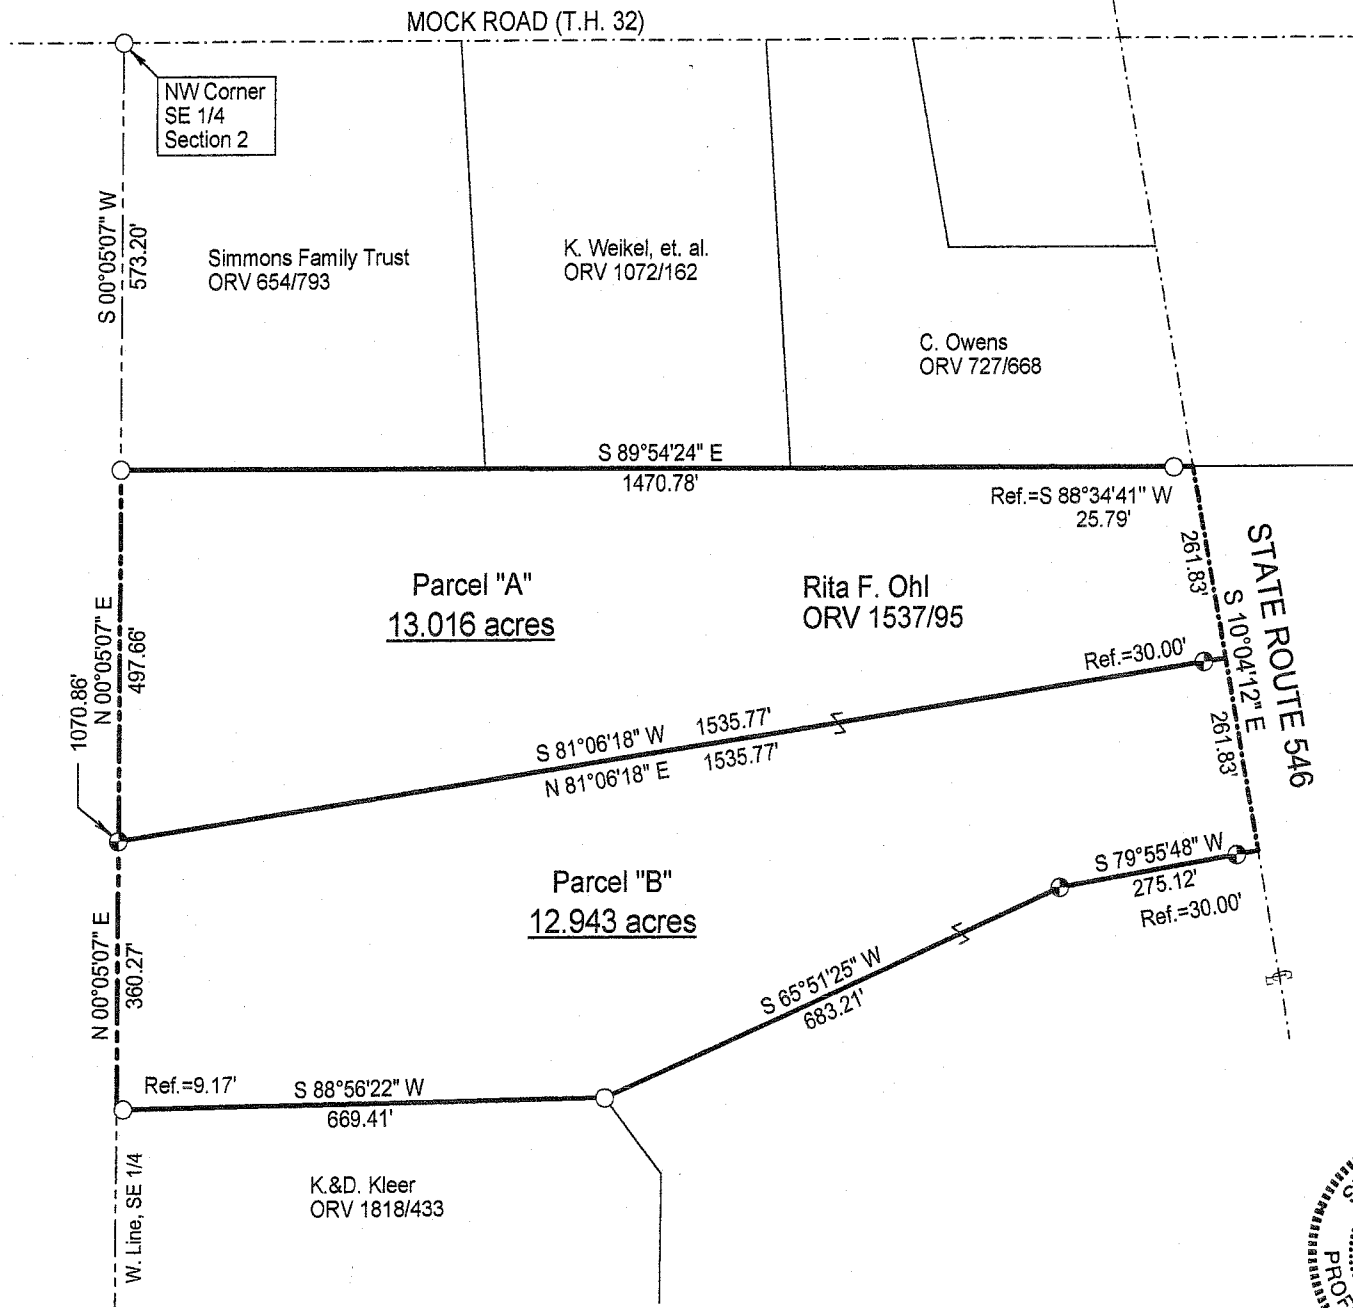 MOCK ROAD (T.H. 32)
NW Corner
SE 1/4
Section 2
S 00°05'07" W
573.20'
Simmons Family Trust
ORV 654/793
K. Weikel, et. al.
ORV 1072/162
C. Owens
ORV 727/668
S 89°54'24" E
1470.78'
Ref.=S 88°34'41" W
25.79'
261.83'
STATE ROUTE 546
S 10°04'12" E
261.83'
Parcel "A"
13.016 acres
Rita F. Ohl
ORV 1537/95
N 00°05'07" E
497.66'
1070.86'
Ref.=30.00'
S 81°06'18" W 1535.77'
N 81°06'18" E 1535.77'
Parcel "B"
12.943 acres
S 79°55'48" W
275.12'
Ref.=30.00'
N 00°05'07" E
360.27'
S 65°51'25" W
683.21'
Ref.=9.17'
S 88°56'22" W
669.41'
K.&D. Kleer
ORV 1818/433
W. Line, SE 1/4